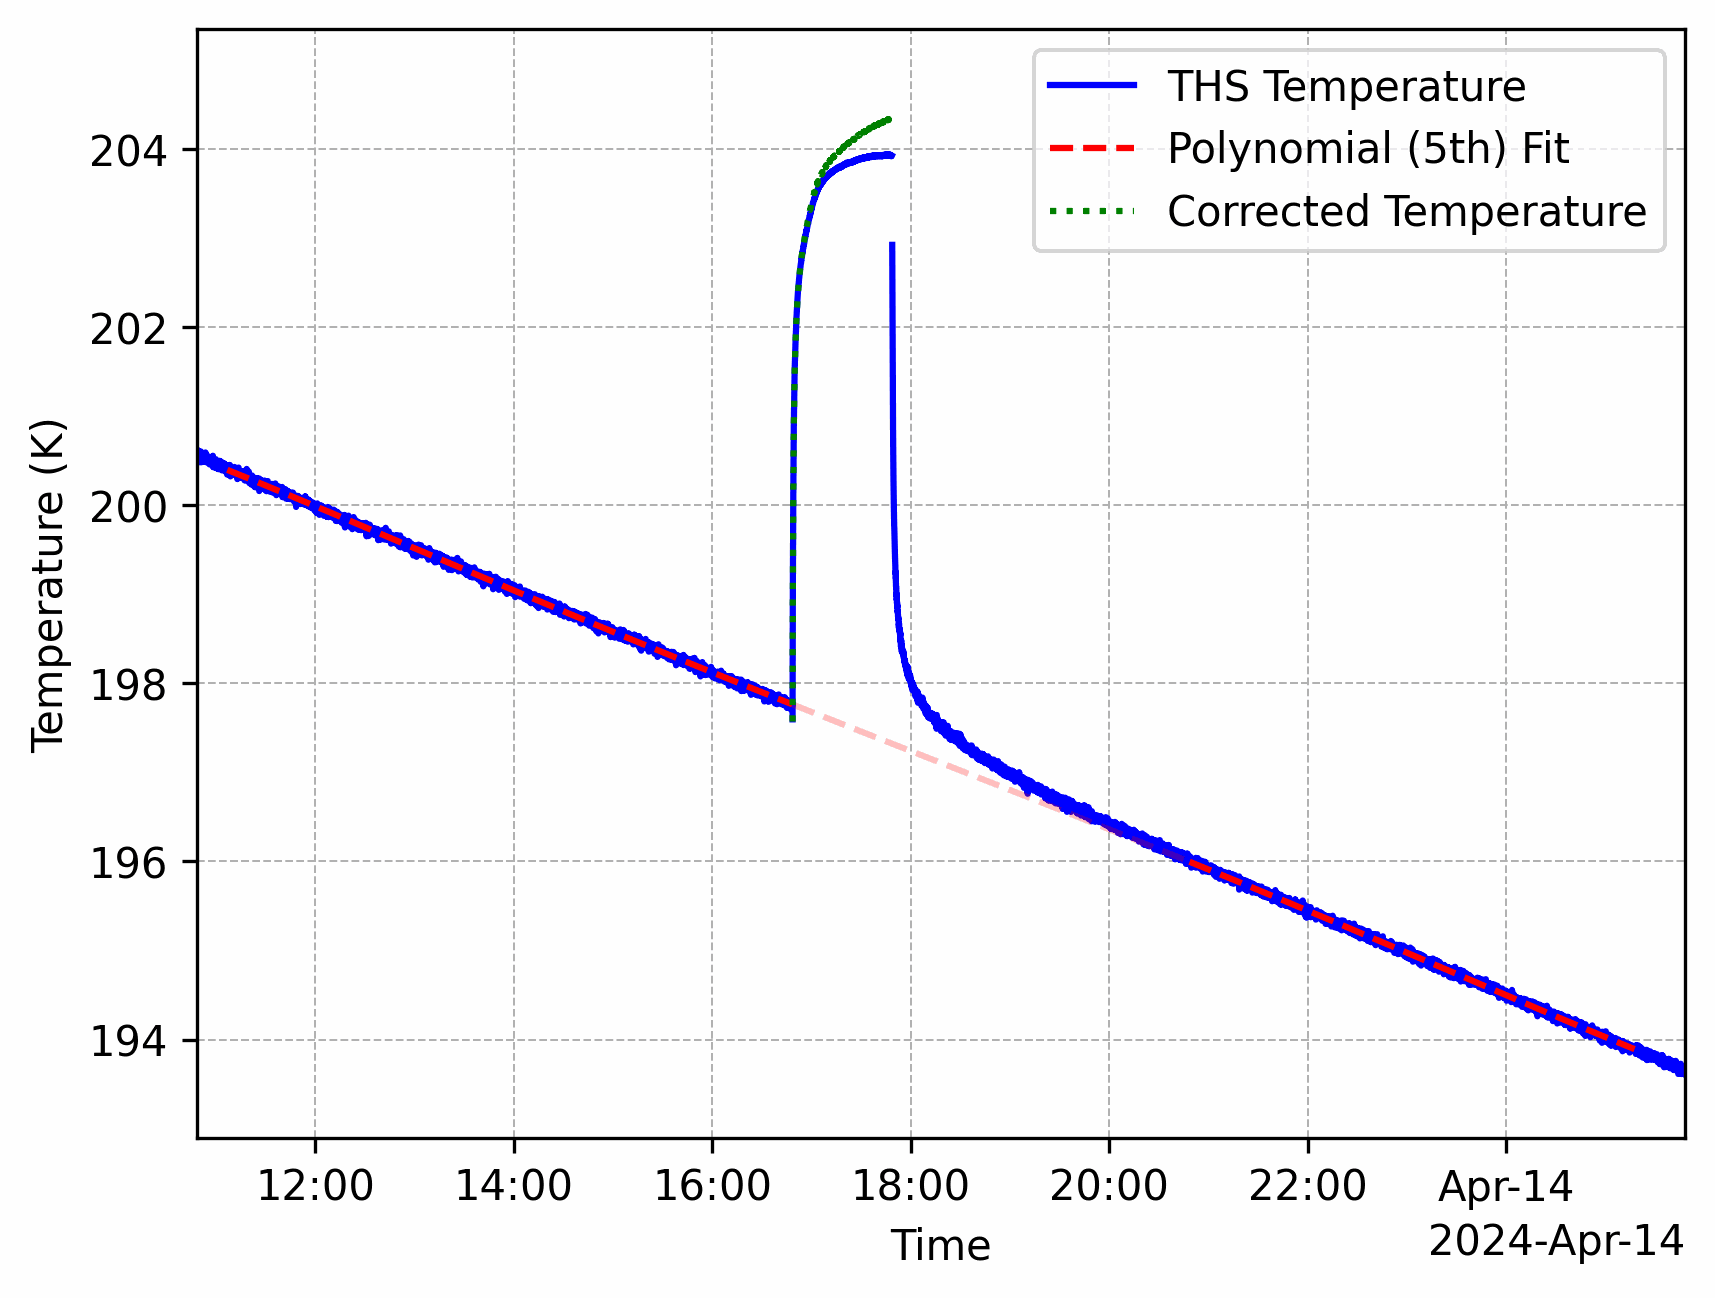 THS Temperature
Polynomial (5th) Fit
Corrected Temperature
Temperature (K)
204
202
200
198
196
194
12:00 14:00 16:00 18:00 20:00 22:00 Apr-14
Time
2024-Apr-14